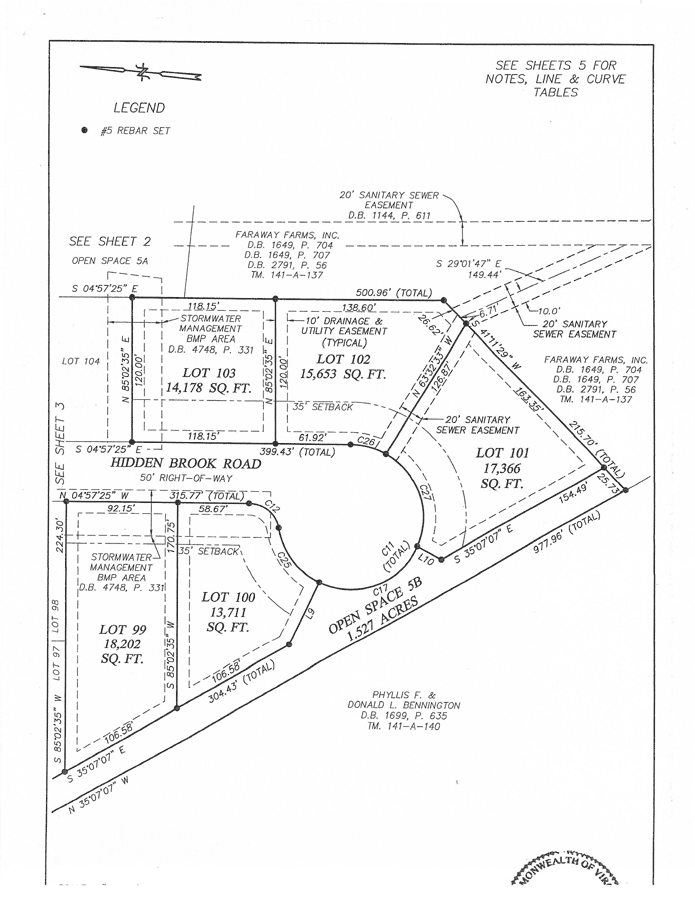 SEE SHEETS 5 FOR
NOTES, LINE & CURVE
TABLES
LEGEND
#5 REBAR SET
20' SANITARY SEWER
EASEMENT
D.B. 1144, P. 611
SEE SHEET 2
OPEN SPACE 5A
FARAWAY FARMS, INC.
D.B. 1649, P. 704
D.B. 1649, P. 707
D.B. 2791, P. 56
TM. 141-A-137
S 29°01'47" E
149.44'
S 04°57'25" E
500.96' (TOTAL)
118.15'
138.60'
6.71'
10.0'
20' SANITARY
SEWER EASEMENT
STORMWATER
MANAGEMENT
BMP AREA
D.B. 4748, P. 331
10' DRAINAGE &
UTILITY EASEMENT
(TYPICAL)
26.62'
S 41°11'29" W
LOT 104
N 85°02'35" E
120.00'
LOT 103
14,178 SQ. FT.
N 85°02'35" E
120.00'
LOT 102
15,653 SQ. FT.
N 63°32'33" W
126.87'
163.35'
215.70' (TOTAL)
FARAWAY FARMS, INC.
D.B. 1649, P. 704
D.B. 1649, P. 707
D.B. 2791, P. 56
TM. 141-A-137
35' SETBACK
20' SANITARY
SEWER EASEMENT
SEE SHEET 3
S 04°57'25" E
118.15'
61.92'
C26
399.43' (TOTAL)
HIDDEN BROOK ROAD
50' RIGHT-OF-WAY
LOT 101
17,366
SQ. FT.
25.73'
154.49'
C27
N 04°57'25" W
315.77' (TOTAL)
92.15'
58.67'
C12
S 35°07'07" E
977.96' (TOTAL)
224.30'
170.75'
35' SETBACK
C25
C11
(TOTAL)
L10
STORMWATER
MANAGEMENT
BMP AREA
D.B. 4748, P. 331
C17
OPEN SPACE 5B
1.527 ACRES
LOT 100
13,711
SQ. FT.
L9
LOT 98
LOT 97
LOT 99
18,202
SQ. FT.
S 85°02'35" W
S 85°02'35" W
106.58'
304.43' (TOTAL)
PHYLLIS F. &
DONALD L. BENNINGTON
D.B. 1699, P. 635
TM. 141-A-140
106.58'
S 35°07'07" E
N 35°07'07" W
MONWEALTH OF VIR